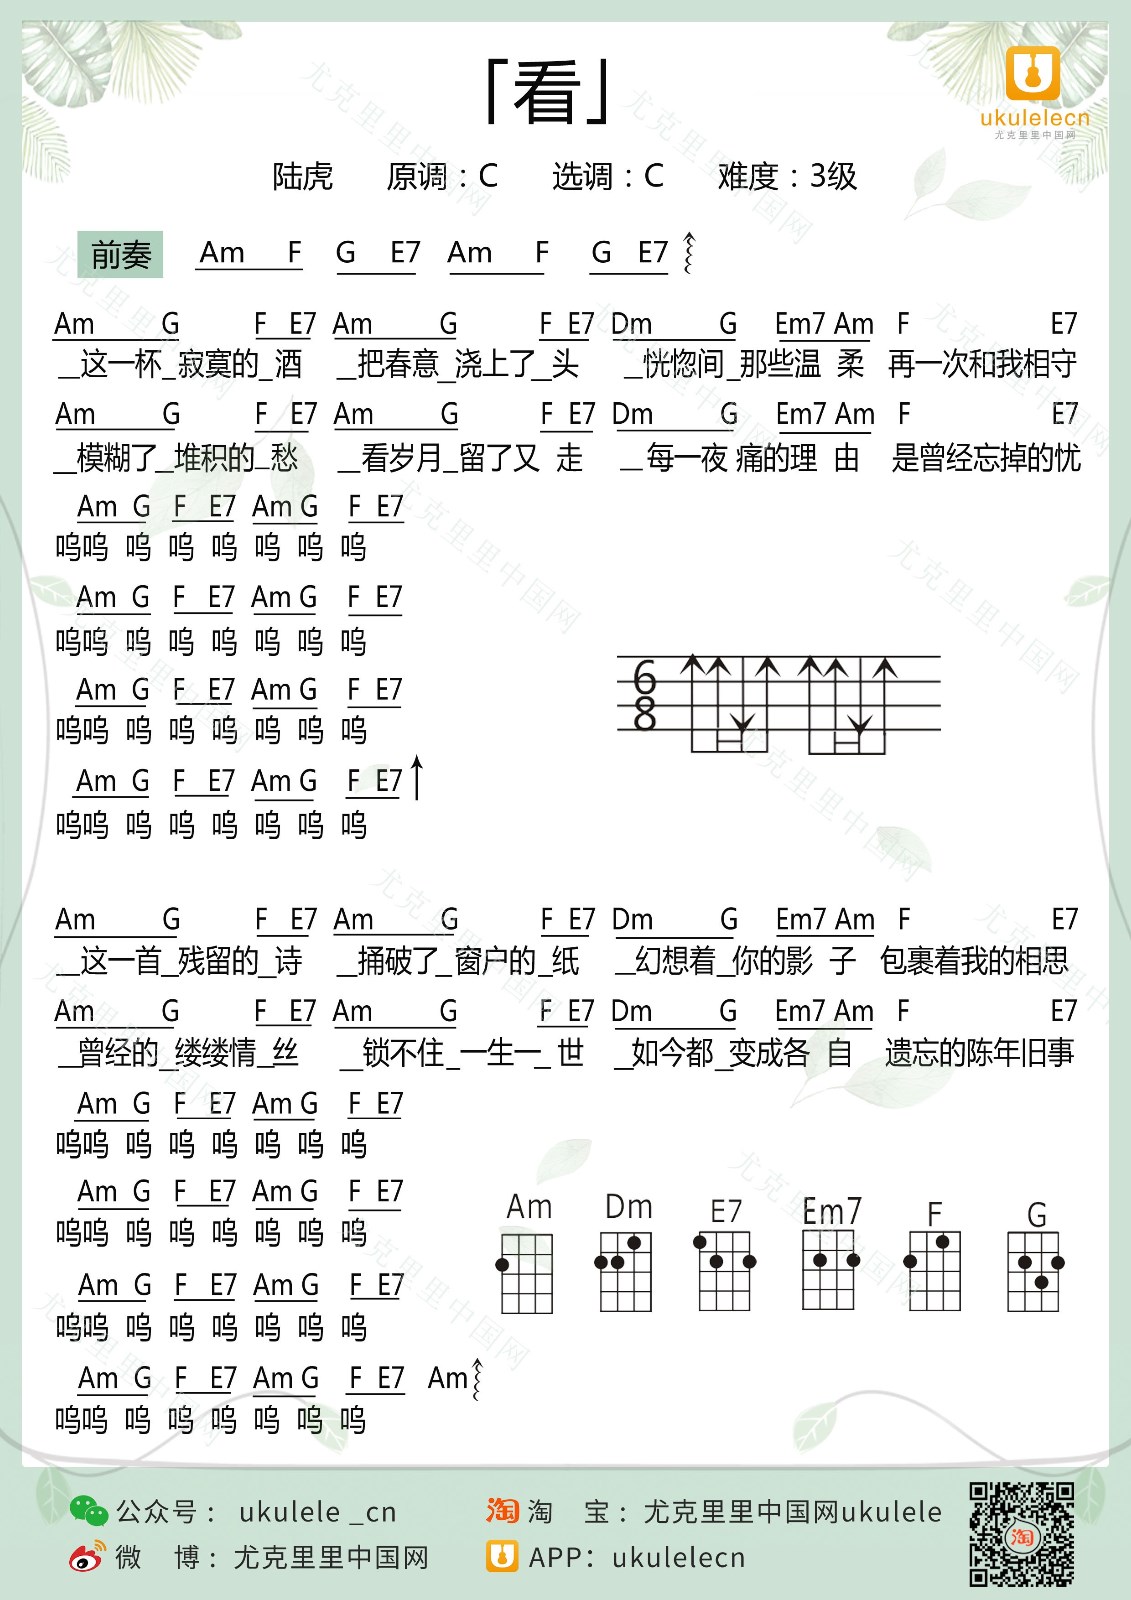 「看」
ukulelecn
尤克里里中国网
陆虎 原调：C 选调：C 难度：3级
前奏 Am F G E7 Am F G E7
Am G F E7 Am G F E7 Dm G Em7 Am F E7
_这一杯_寂寞的_酒 _把春意_浇上了_头 _恍惚间_那些温 柔 再一次和我相守
Am G F E7 Am G F E7 Dm G Em7 Am F E7
_模糊了_堆积的_愁 _看岁月_留了又 走 _每一夜 痛的理 由 是曾经忘掉的忧
Am G F E7 Am G F E7
呜呜 呜 呜 呜 呜 呜 呜
Am G F E7 Am G F E7
呜呜 呜 呜 呜 呜 呜 呜
Am G F E7 Am G F E7
呜呜 呜 呜 呜 呜 呜 呜
Am G F E7 Am G F E7
呜呜 呜 呜 呜 呜 呜 呜
6
8
Am G F E7 Am G F E7 Dm G Em7 Am F E7
_这一首_残留的_诗 _捅破了_窗户的_纸 _幻想着_你的影 子 包裹着我的相思
Am G F E7 Am G F E7 Dm G Em7 Am F E7
_曾经的_缕缕情_丝 _锁不住_一生一_世 _如今都_变成各 自 遗忘的陈年旧事
Am G F E7 Am G F E7
呜呜 呜 呜 呜 呜 呜 呜
Am G F E7 Am G F E7
呜呜 呜 呜 呜 呜 呜 呜
Am G F E7 Am G F E7
呜呜 呜 呜 呜 呜 呜 呜
Am G F E7 Am G F E7 Am
呜呜 呜 呜 呜 呜 呜 呜
Am Dm E7 Em7 F G
公众号： ukulele _cn
淘 淘 宝：尤克里里中国网ukulele
微 博：尤克里里中国网
APP：ukulelecn
淘